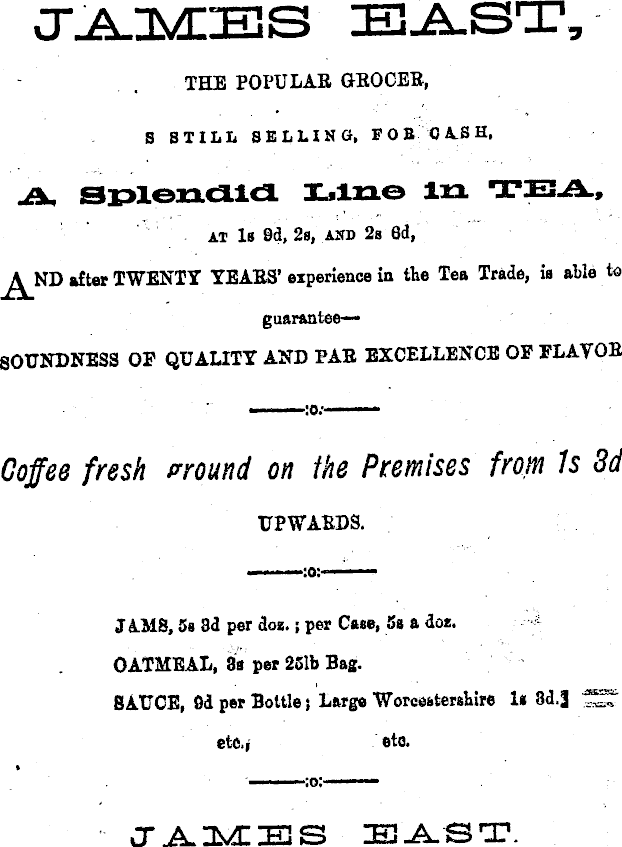 JAMES EAST,
THE POPULAR GROCER,
S STILL SELLING, FOR CASH,
A Splendid Line in TEA,
AT 1s 9d, 2s, AND 2s 6d,
AND after TWENTY YEARS' experience in the Tea Trade, is able to
guarantee—
SOUNDNESS OF QUALITY AND PAR EXCELLENCE OF FLAVOR
——:o:——
Coffee fresh ground on the Premises from 1s 3d
UPWARDS.
——:o:——
JAMS, 5s 3d per doz. ; per Case, 5s a doz.
OATMEAL, 3s per 25lb Bag.
SAUCE, 9d per Bottle; Large Worcestershire 1s 3d.]
etc., etc.
——:o:——
JAMES EAST.